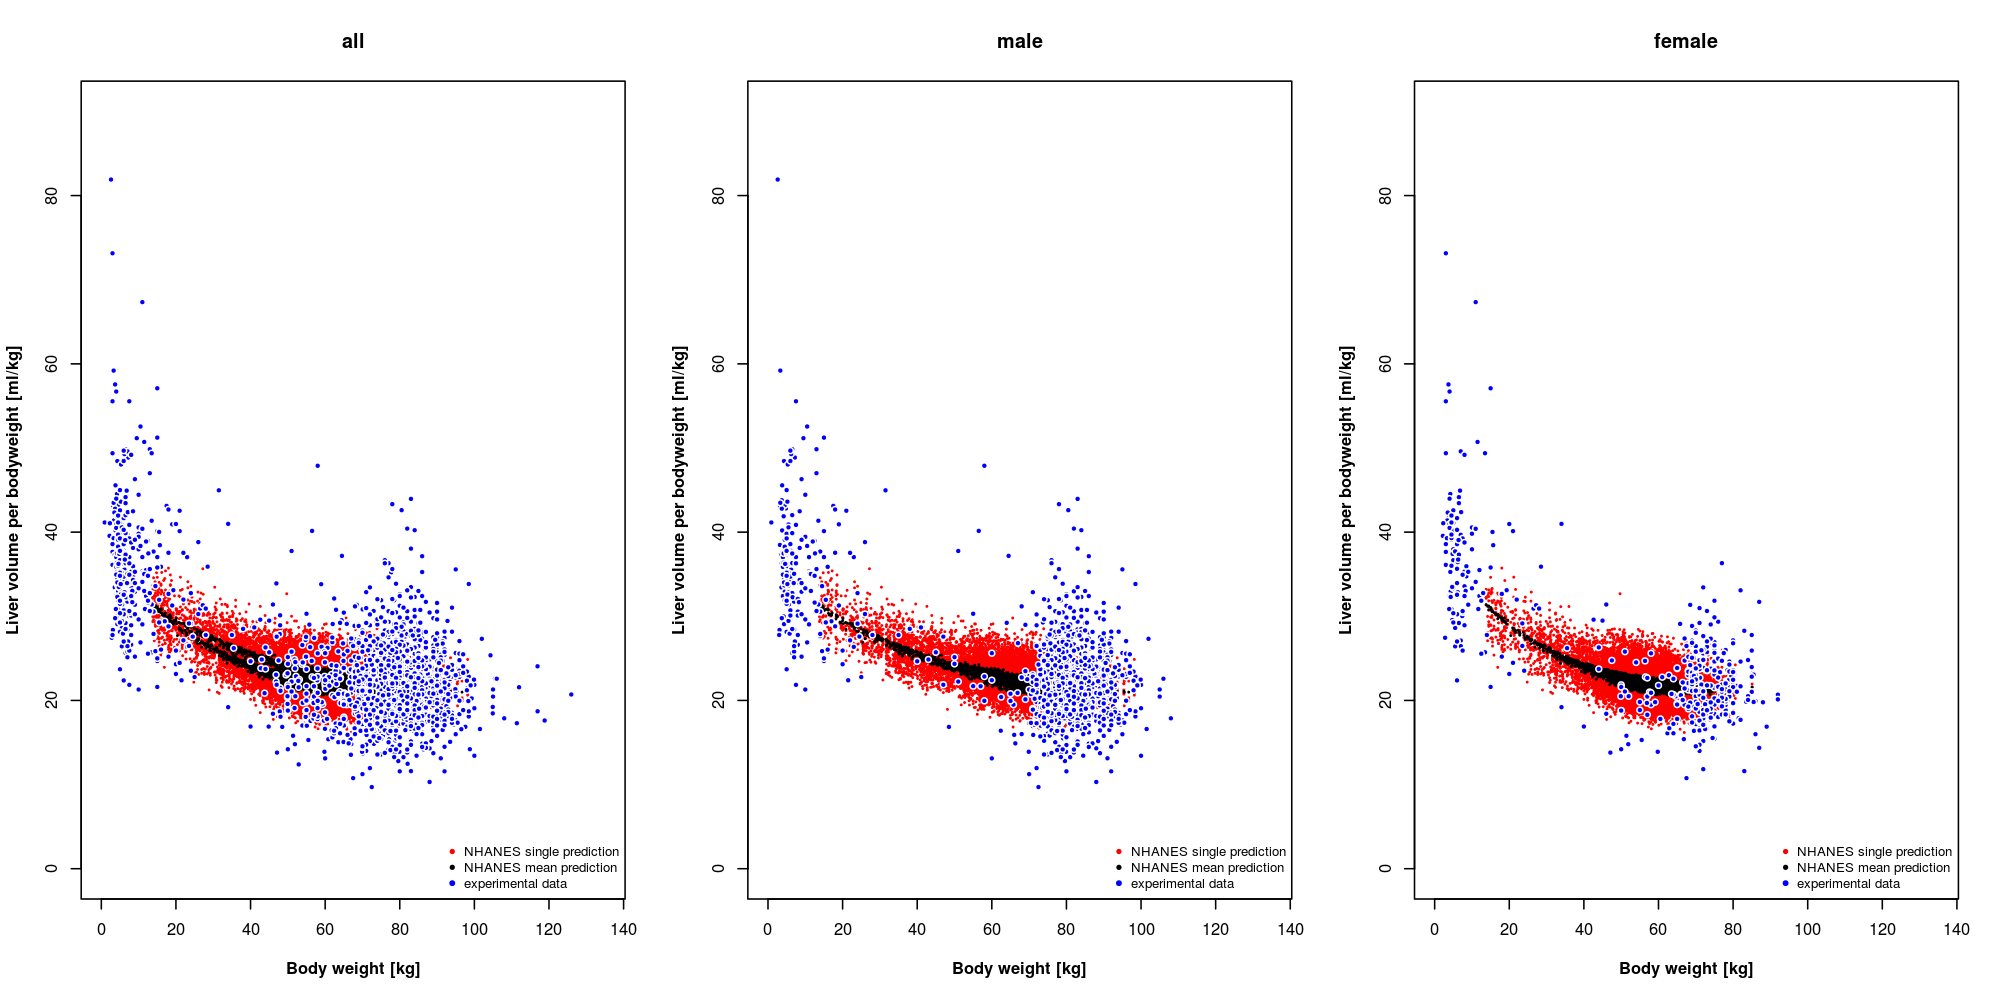 all
male
female
Liver volume per bodyweight [ml/kg]
0
20
40
60
80
0 20 40 60 80 100 120 140
Body weight [kg]
NHANES single prediction
NHANES mean prediction
experimental data
Liver volume per bodyweight [ml/kg]
0
20
40
60
80
0 20 40 60 80 100 120 140
Body weight [kg]
NHANES single prediction
NHANES mean prediction
experimental data
Liver volume per bodyweight [ml/kg]
0
20
40
60
80
0 20 40 60 80 100 120 140
Body weight [kg]
NHANES single prediction
NHANES mean prediction
experimental data